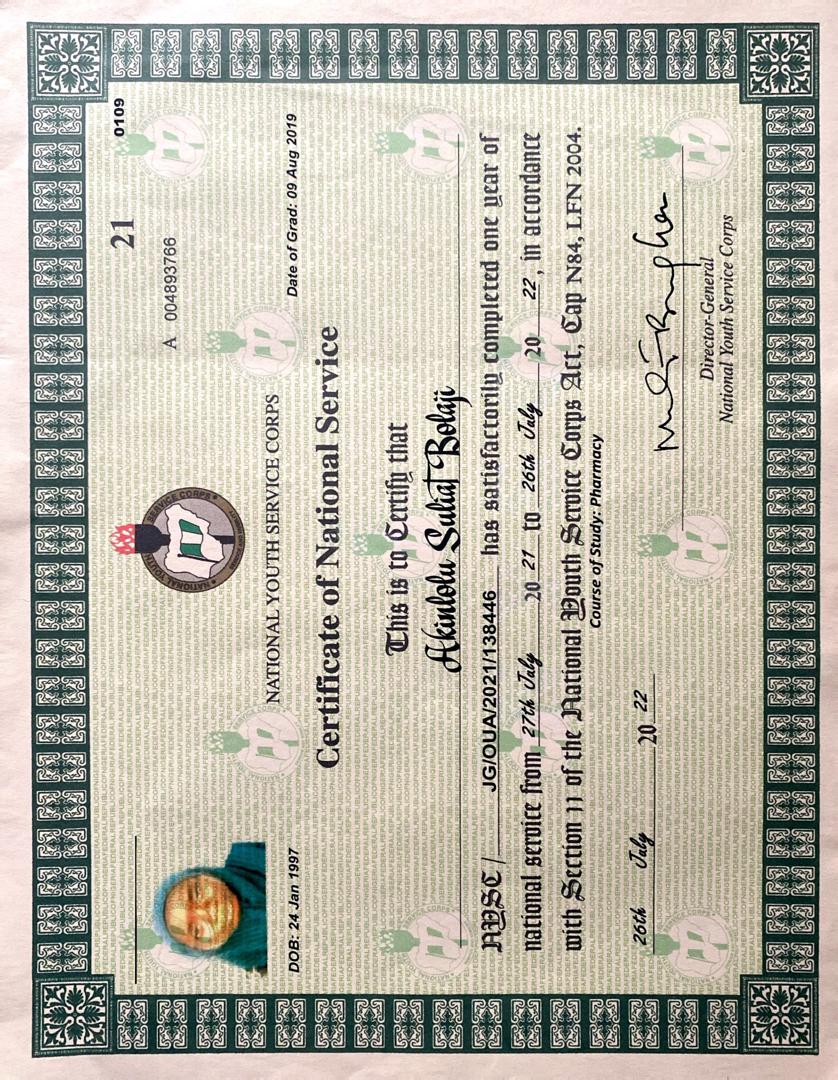 21
0109
A 004893766
NATIONAL YOUTH SERVICE CORPS
NATIONAL YOUTH SERVICE CORPS
DOB: 24 Jan 1997
Date of Grad: 09 Aug 2019
Certificate of National Service
This is to Certify that
Akinlolu Suliat Bolaji
NYSC / JG/OUA/2021/138446 has satisfactorily completed one year of
national service from 27th July 20 21 to 26th July 20 22, in accordance
with Section 11 of the National Youth Service Corps Act, Cap N84, LFN 2004.
Course of Study: Pharmacy
26th July 20 22
Director-General
National Youth Service Corps